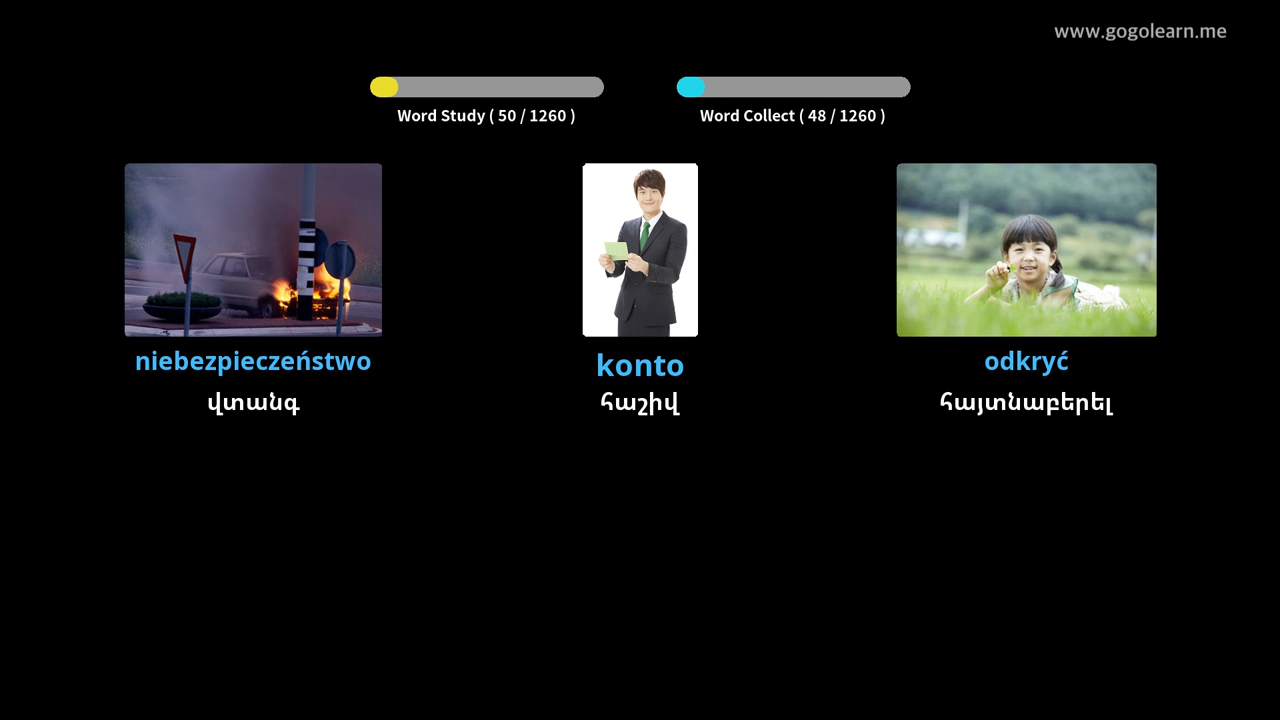 www.gogolearn.me
Word Study ( 50 / 1260 )
Word Collect ( 48 / 1260 )
niebezpieczeństwo
վտանգ
konto
հաշիվ
odkryć
հայտնաբերել